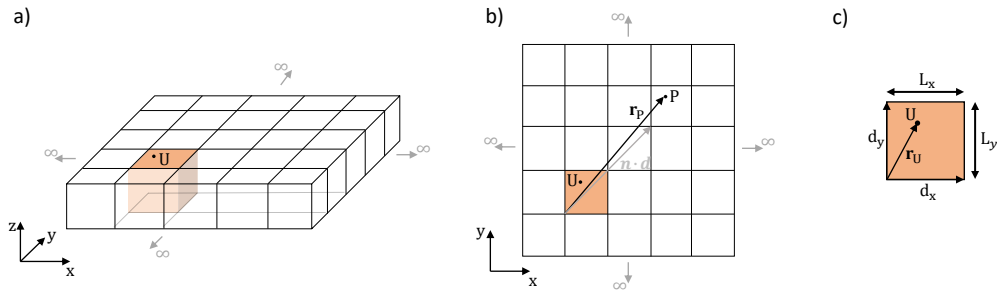 a)
∞
U
∞
∞
∞
z
y
x
b)
∞
P
r_P
∞
n · d
∞
U
y
x
∞
c)
L_x
U
d_y
L_y
r_U
d_x